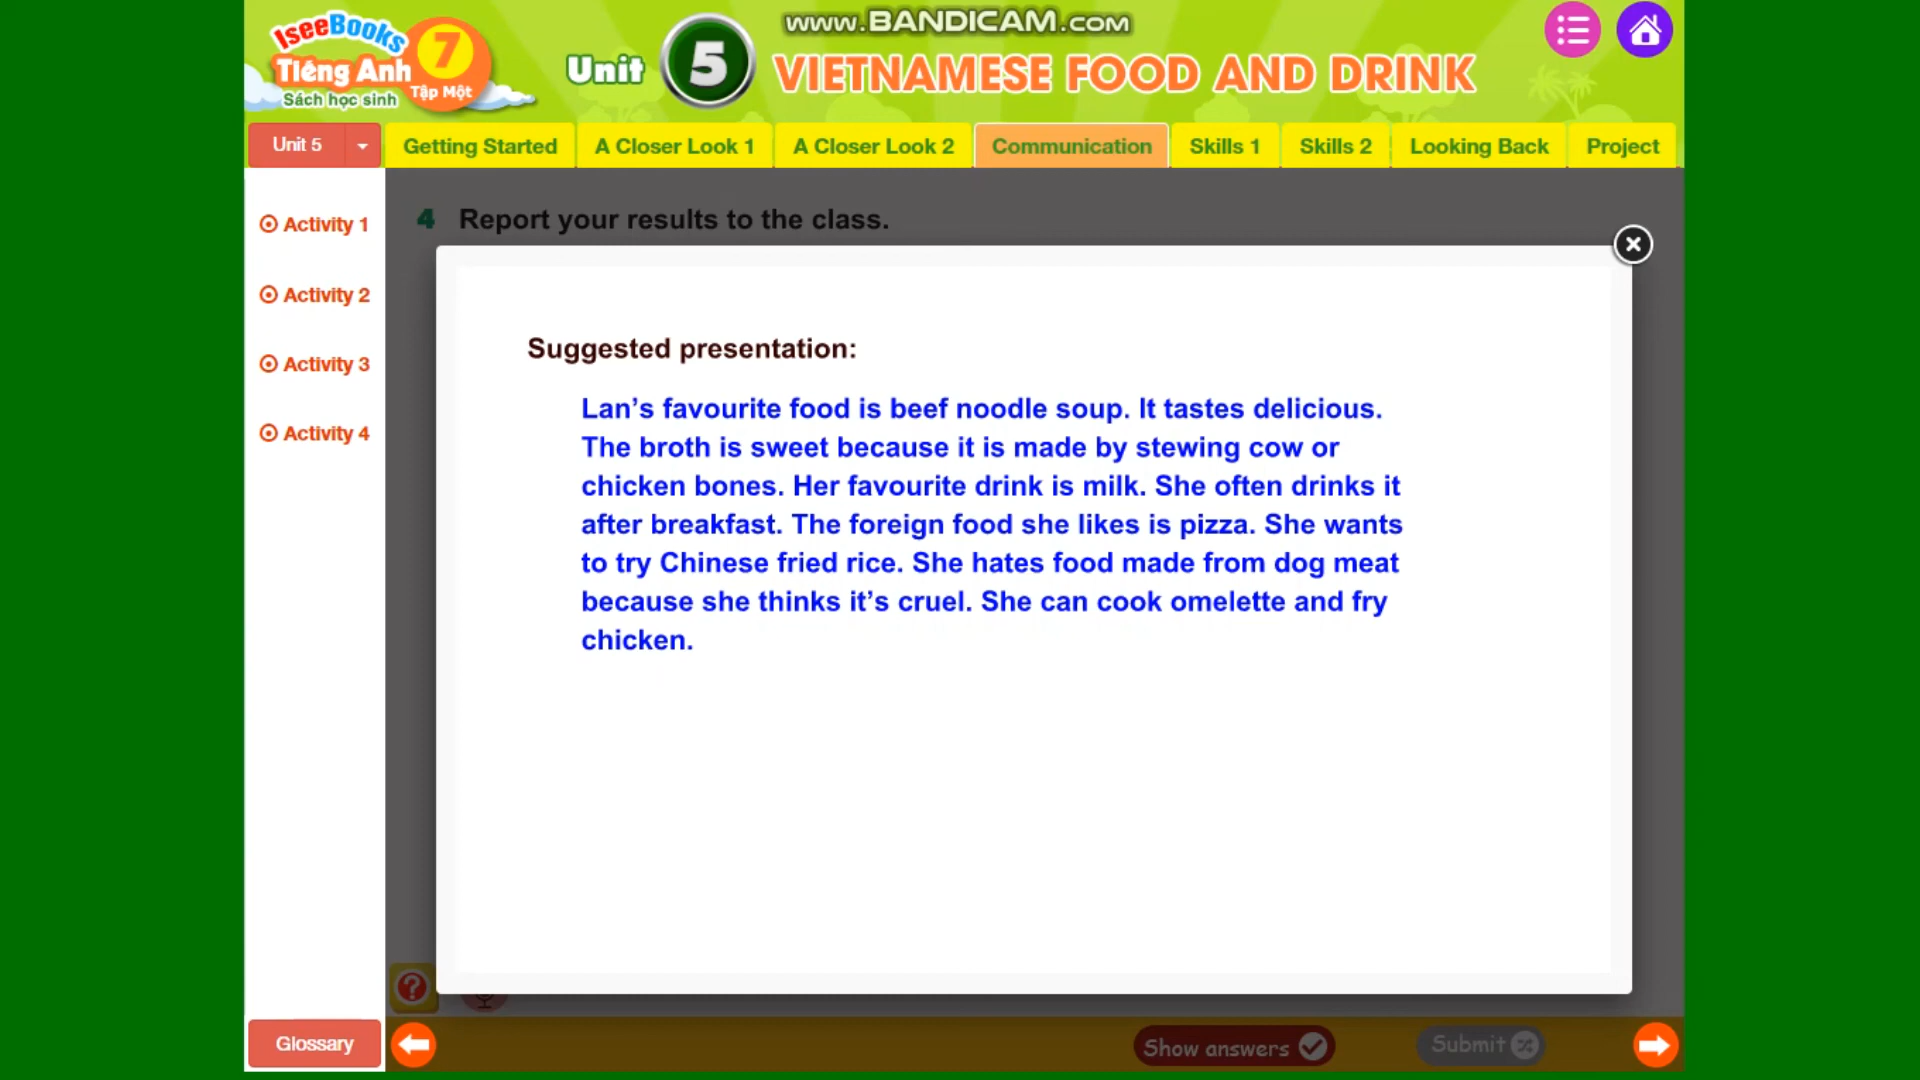 www.BANDICAM.com
IseeBooks
Tiếng Anh 7
Tập Một
Sách học sinh
Unit 5 VIETNAMESE FOOD AND DRINK
Unit 5 Getting Started A Closer Look 1 A Closer Look 2 Communication Skills 1 Skills 2 Looking Back Project
Activity 1
Activity 2
Activity 3
Activity 4
4 Report your results to the class.
Suggested presentation:
Lan’s favourite food is beef noodle soup. It tastes delicious.
The broth is sweet because it is made by stewing cow or
chicken bones. Her favourite drink is milk. She often drinks it
after breakfast. The foreign food she likes is pizza. She wants
to try Chinese fried rice. She hates food made from dog meat
because she thinks it’s cruel. She can cook omelette and fry
chicken.
?
Glossary
Show answers
Submit